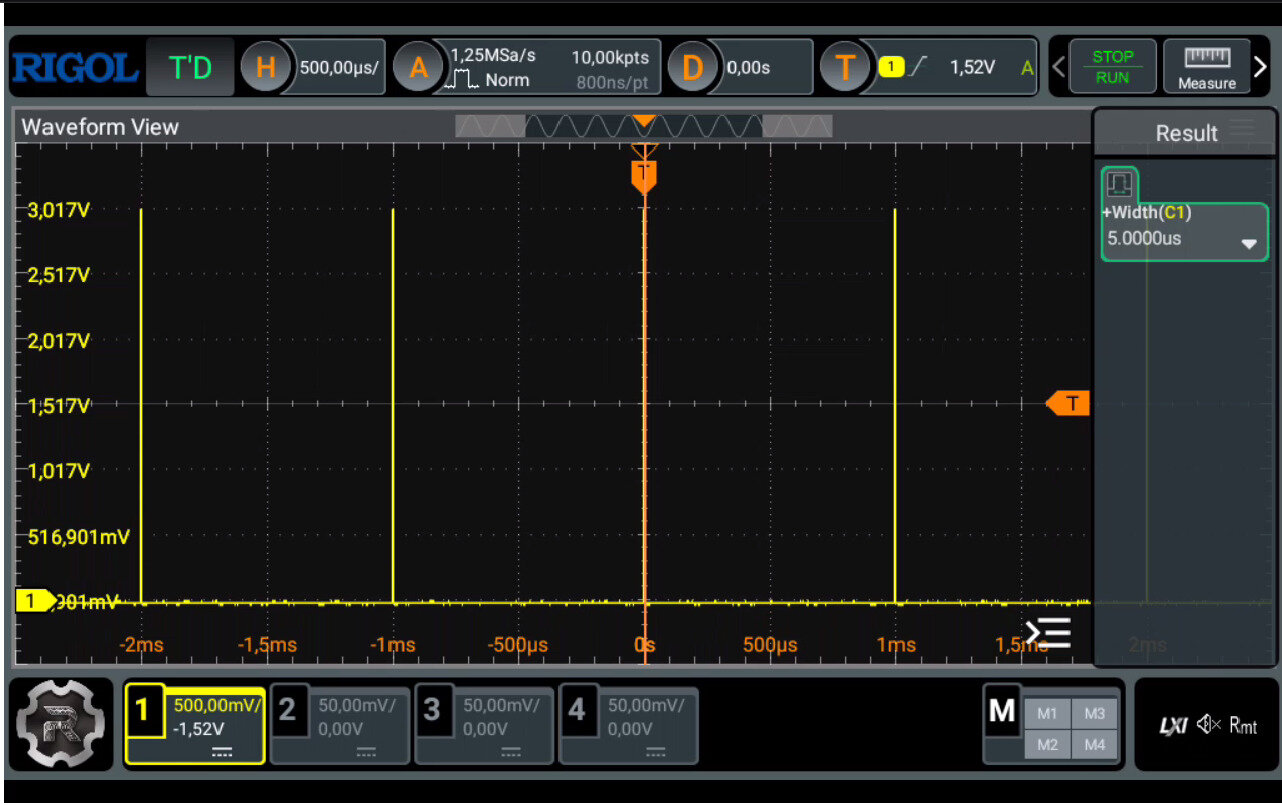 RIGOL T'D H 500,00µs/ A 1,25MSa/s 10,00kpts D 0,00s T 1 1,52V A STOP
Norm 800ns/pt RUN Measure
Waveform View
Result
T
+Width(C1)
3,017V
5.0000us
2,517V
2,017V
1,517V
T
1,017V
516,901mV
1 901mV
-2ms -1,5ms -1ms -500µs 0s 500µs 1ms 1,5ms 2ms
1 500,00mV/ 2 50,00mV/ 3 50,00mV/ 4 50,00mV/ M M1 M3
-1,52V 0,00V 0,00V 0,00V M2 M4
R
LXI Rmt